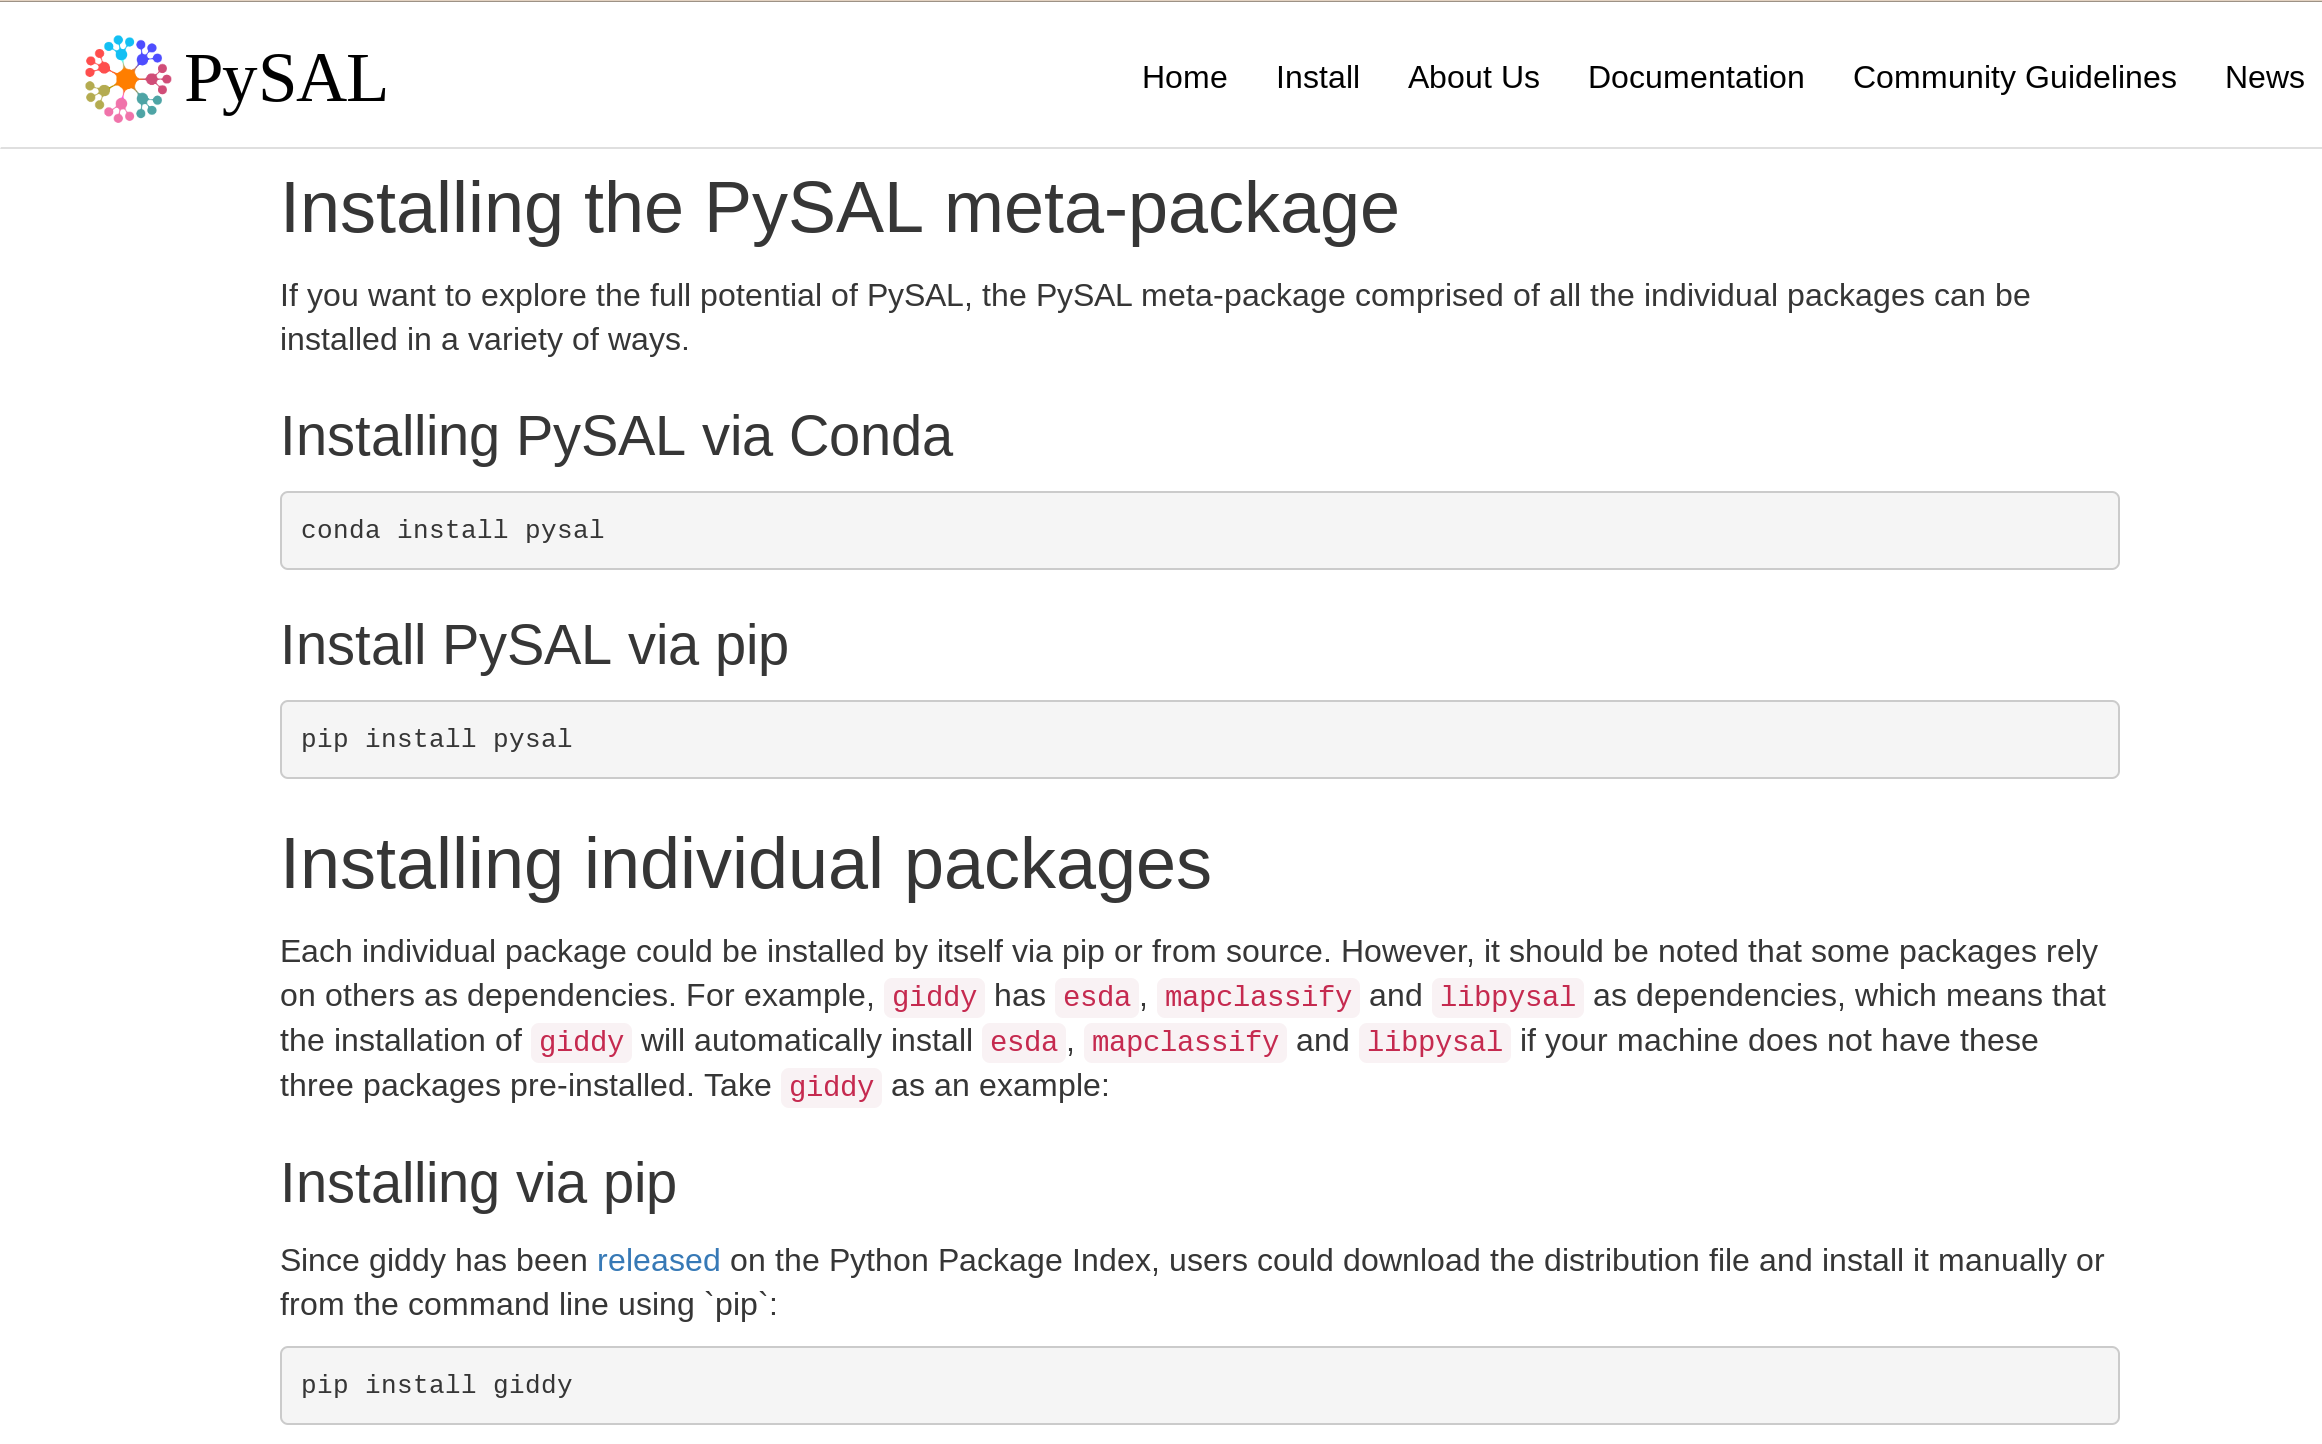 PySAL
Home Install About Us Documentation Community Guidelines News
Installing the PySAL meta-package
If you want to explore the full potential of PySAL, the PySAL meta-package comprised of all the individual packages can be
installed in a variety of ways.
Installing PySAL via Conda
conda install pysal
Install PySAL via pip
pip install pysal
Installing individual packages
Each individual package could be installed by itself via pip or from source. However, it should be noted that some packages rely
on others as dependencies. For example, giddy has esda, mapclassify and libpysal as dependencies, which means that
the installation of giddy will automatically install esda, mapclassify and libpysal if your machine does not have these
three packages pre-installed. Take giddy as an example:
Installing via pip
Since giddy has been released on the Python Package Index, users could download the distribution file and install it manually or
from the command line using `pip`:
pip install giddy